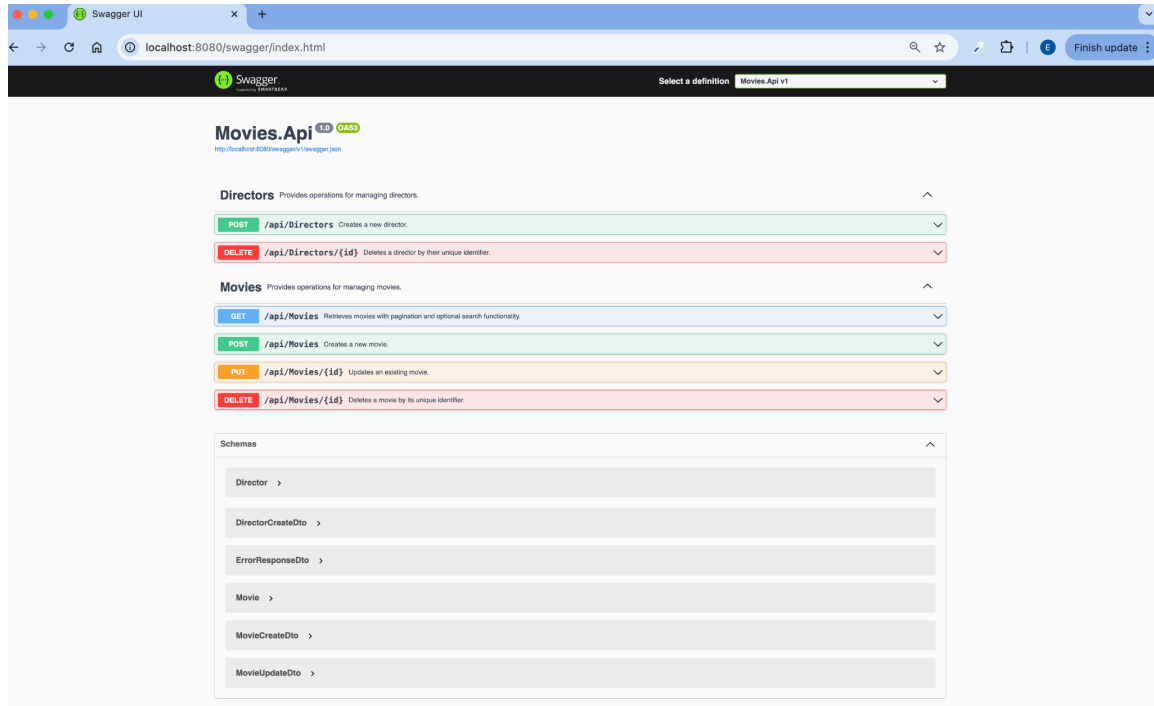 Swagger UI
localhost:8080/swagger/index.html
E
Finish update
Swagger.
Supported by SMARTBEAR
Select a definition
Movies.Api v1
Movies.Api 1.0 OAS3
http://localhost:8080/swagger/v1/swagger.json
Directors Provides operations for managing directors.
POST /api/Directors Creates a new director.
DELETE /api/Directors/{id} Deletes a director by their unique identifier.
Movies Provides operations for managing movies.
GET /api/Movies Retrieves movies with pagination and optional search functionality.
POST /api/Movies Creates a new movie.
PUT /api/Movies/{id} Updates an existing movie.
DELETE /api/Movies/{id} Deletes a movie by its unique identifier.
Schemas
Director
DirectorCreateDto
ErrorResponseDto
Movie
MovieCreateDto
MovieUpdateDto